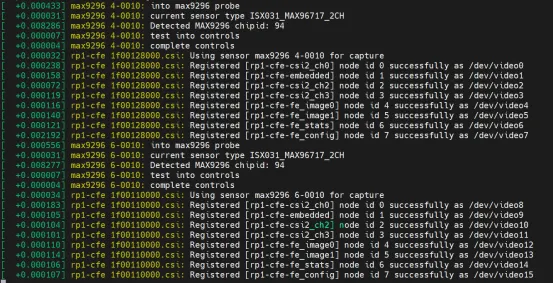 [  +0.000433] max9296 4-0010: into max9296 probe
[  +0.000031] current sensor type ISX031_MAX96717_2CH
[  +0.008286] max9296 4-0010: Detected MAX9296 chipid: 94
[  +0.000007] max9296 4-0010: test into controls
[  +0.000004] max9296 4-0010: complete controls
[  +0.000032] rp1-cfe 1f00128000.csi: Using sensor max9296 4-0010 for capture
[  +0.000238] rp1-cfe 1f00128000.csi: Registered [rp1-cfe-csi2_ch0] node id 0 successfully as /dev/video0
[  +0.000158] rp1-cfe 1f00128000.csi: Registered [rp1-cfe-embedded] node id 1 successfully as /dev/video1
[  +0.000072] rp1-cfe 1f00128000.csi: Registered [rp1-cfe-csi2_ch2] node id 2 successfully as /dev/video2
[  +0.000119] rp1-cfe 1f00128000.csi: Registered [rp1-cfe-csi2_ch3] node id 3 successfully as /dev/video3
[  +0.000116] rp1-cfe 1f00128000.csi: Registered [rp1-cfe-fe_image0] node id 4 successfully as /dev/video4
[  +0.000140] rp1-cfe 1f00128000.csi: Registered [rp1-cfe-fe_image1] node id 5 successfully as /dev/video5
[  +0.000121] rp1-cfe 1f00128000.csi: Registered [rp1-cfe-fe_stats] node id 6 successfully as /dev/video6
[  +0.002192] rp1-cfe 1f00128000.csi: Registered [rp1-cfe-fe_config] node id 7 successfully as /dev/video7
[  +0.000556] max9296 6-0010: into max9296 probe
[  +0.000031] current sensor type ISX031_MAX96717_2CH
[  +0.008277] max9296 6-0010: Detected MAX9296 chipid: 94
[  +0.000007] max9296 6-0010: test into controls
[  +0.000004] max9296 6-0010: complete controls
[  +0.000034] rp1-cfe 1f00110000.csi: Using sensor max9296 6-0010 for capture
[  +0.000183] rp1-cfe 1f00110000.csi: Registered [rp1-cfe-csi2_ch0] node id 0 successfully as /dev/video8
[  +0.000105] rp1-cfe 1f00110000.csi: Registered [rp1-cfe-embedded] node id 1 successfully as /dev/video9
[  +0.000104] rp1-cfe 1f00110000.csi: Registered [rp1-cfe-csi2_ch2] node id 2 successfully as /dev/video10
[  +0.000101] rp1-cfe 1f00110000.csi: Registered [rp1-cfe-csi2_ch3] node id 3 successfully as /dev/video11
[  +0.000110] rp1-cfe 1f00110000.csi: Registered [rp1-cfe-fe_image0] node id 4 successfully as /dev/video12
[  +0.000114] rp1-cfe 1f00110000.csi: Registered [rp1-cfe-fe_image1] node id 5 successfully as /dev/video13
[  +0.000106] rp1-cfe 1f00110000.csi: Registered [rp1-cfe-fe_stats] node id 6 successfully as /dev/video14
[  +0.000107] rp1-cfe 1f00110000.csi: Registered [rp1-cfe-fe_config] node id 7 successfully as /dev/video15